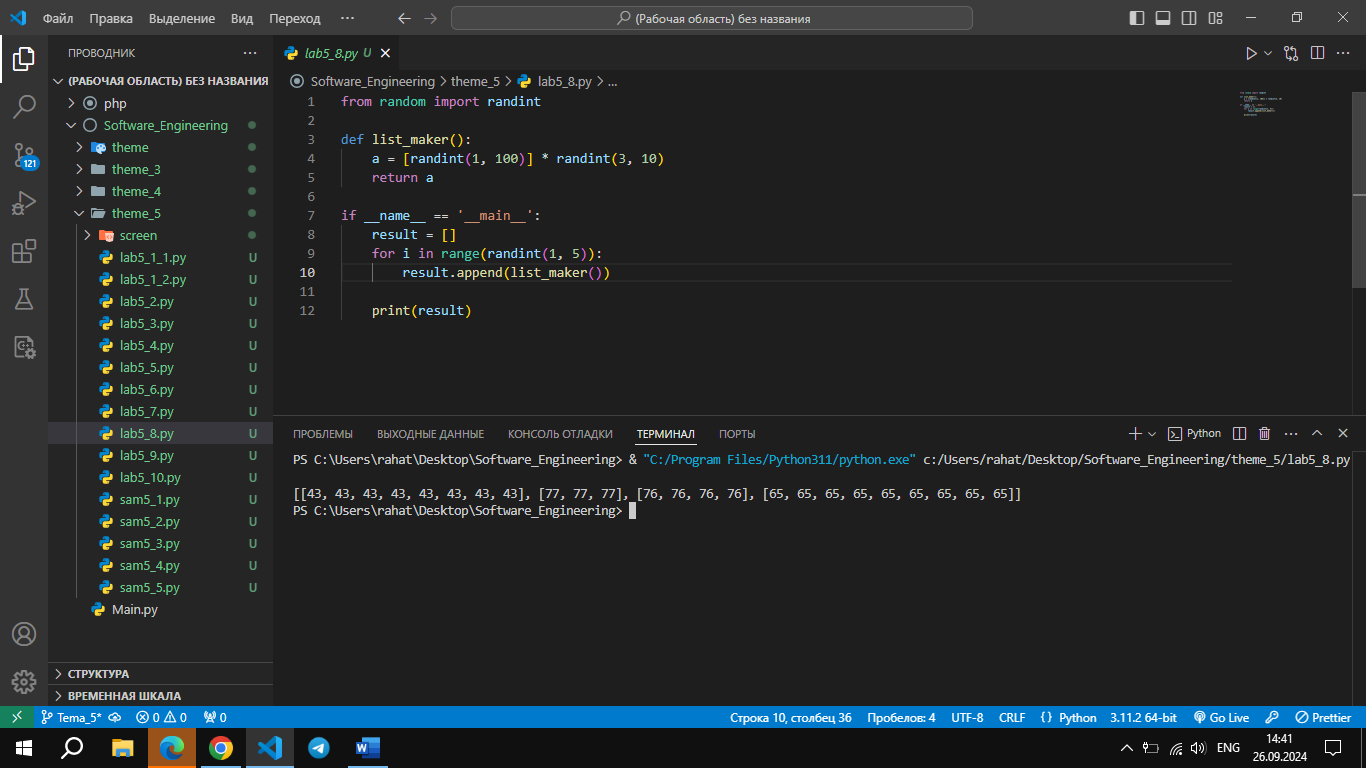 Файл Правка Выделение Вид Переход ··· (Рабочая область) без названия
ПРОВОДНИК ···
(РАБОЧАЯ ОБЛАСТЬ) БЕЗ НАЗВАНИЯ
php
Software_Engineering
theme
theme_3
theme_4
theme_5
screen
lab5_1_1.py U
lab5_1_2.py U
lab5_2.py U
lab5_3.py U
lab5_4.py U
lab5_5.py U
lab5_6.py U
lab5_7.py U
lab5_8.py U
lab5_9.py U
lab5_10.py U
sam5_1.py U
sam5_2.py U
sam5_3.py U
sam5_4.py U
sam5_5.py U
Main.py
СТРУКТУРА
ВРЕМЕННАЯ ШКАЛА
121
lab5_8.py U
Software_Engineering > theme_5 > lab5_8.py > ...
1 from random import randint
2
3 def list_maker():
4     a = [randint(1, 100)] * randint(3, 10)
5     return a
6
7 if __name__ == '__main__':
8     result = []
9     for i in range(randint(1, 5)):
10         result.append(list_maker())
11
12     print(result)
ПРОБЛЕМЫ ВЫХОДНЫЕ ДАННЫЕ КОНСОЛЬ ОТЛАДКИ ТЕРМИНАЛ ПОРТЫ Python ···
PS C:\Users\rahat\Desktop\Software_Engineering> & "C:/Program Files/Python311/python.exe" c:/Users/rahat/Desktop/Software_Engineering/theme_5/lab5_8.py
[[43, 43, 43, 43, 43, 43, 43, 43], [77, 77, 77], [76, 76, 76, 76], [65, 65, 65, 65, 65, 65, 65, 65, 65]]
PS C:\Users\rahat\Desktop\Software_Engineering>
Tema_5* 0 0 0 Строка 10, столбец 36 Пробелов: 4 UTF-8 CRLF {} Python 3.11.2 64-bit Go Live Prettier
ENG 14:41
26.09.2024